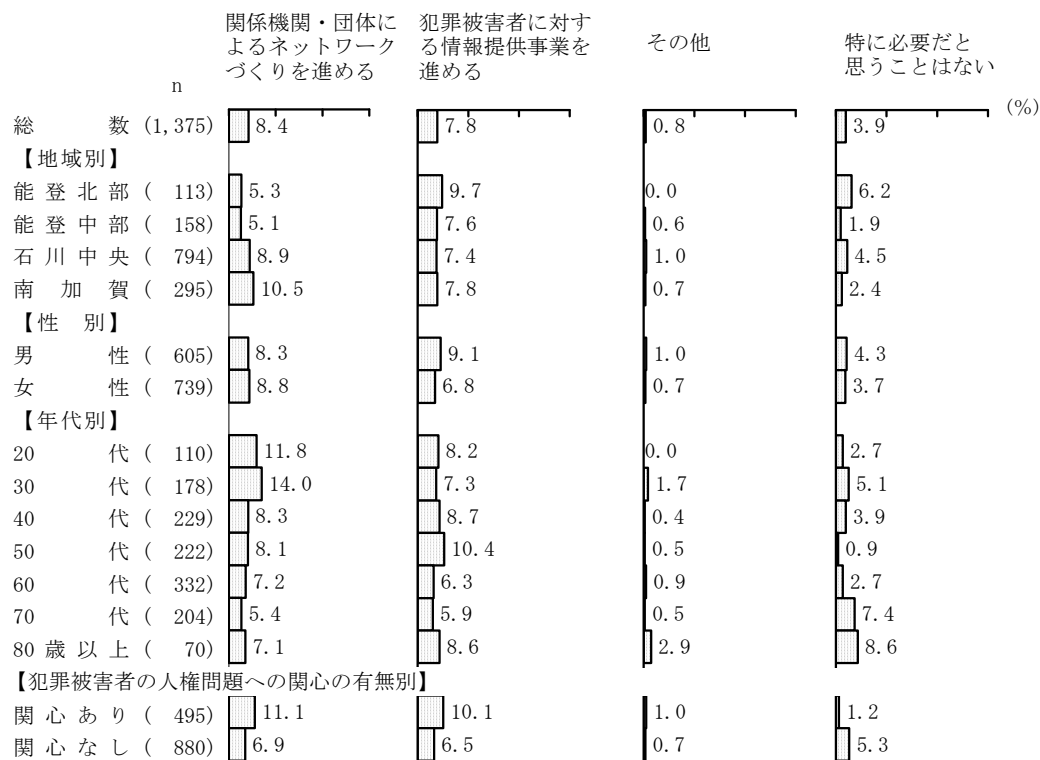 関係機関・団体に
よるネットワーク
づくりを進める
犯罪被害者に対す
る情報提供事業を
進める
その他
特に必要だと
思うことはない
n
(%)
総　　数 (1,375) 8.4 7.8 0.8 3.9
【地域別】
能登北部 ( 113) 5.3 9.7 0.0 6.2
能登中部 ( 158) 5.1 7.6 0.6 1.9
石川中央 ( 794) 8.9 7.4 1.0 4.5
南加賀 ( 295) 10.5 7.8 0.7 2.4
【性　別】
男　　性 ( 605) 8.3 9.1 1.0 4.3
女　　性 ( 739) 8.8 6.8 0.7 3.7
【年代別】
20　　代 ( 110) 11.8 8.2 0.0 2.7
30　　代 ( 178) 14.0 7.3 1.7 5.1
40　　代 ( 229) 8.3 8.7 0.4 3.9
50　　代 ( 222) 8.1 10.4 0.5 0.9
60　　代 ( 332) 7.2 6.3 0.9 2.7
70　　代 ( 204) 5.4 5.9 0.5 7.4
80歳以上 ( 70) 7.1 8.6 2.9 8.6
【犯罪被害者の人権問題への関心の有無別】
関心あり ( 495) 11.1 10.1 1.0 1.2
関心なし ( 880) 6.9 6.5 0.7 5.3